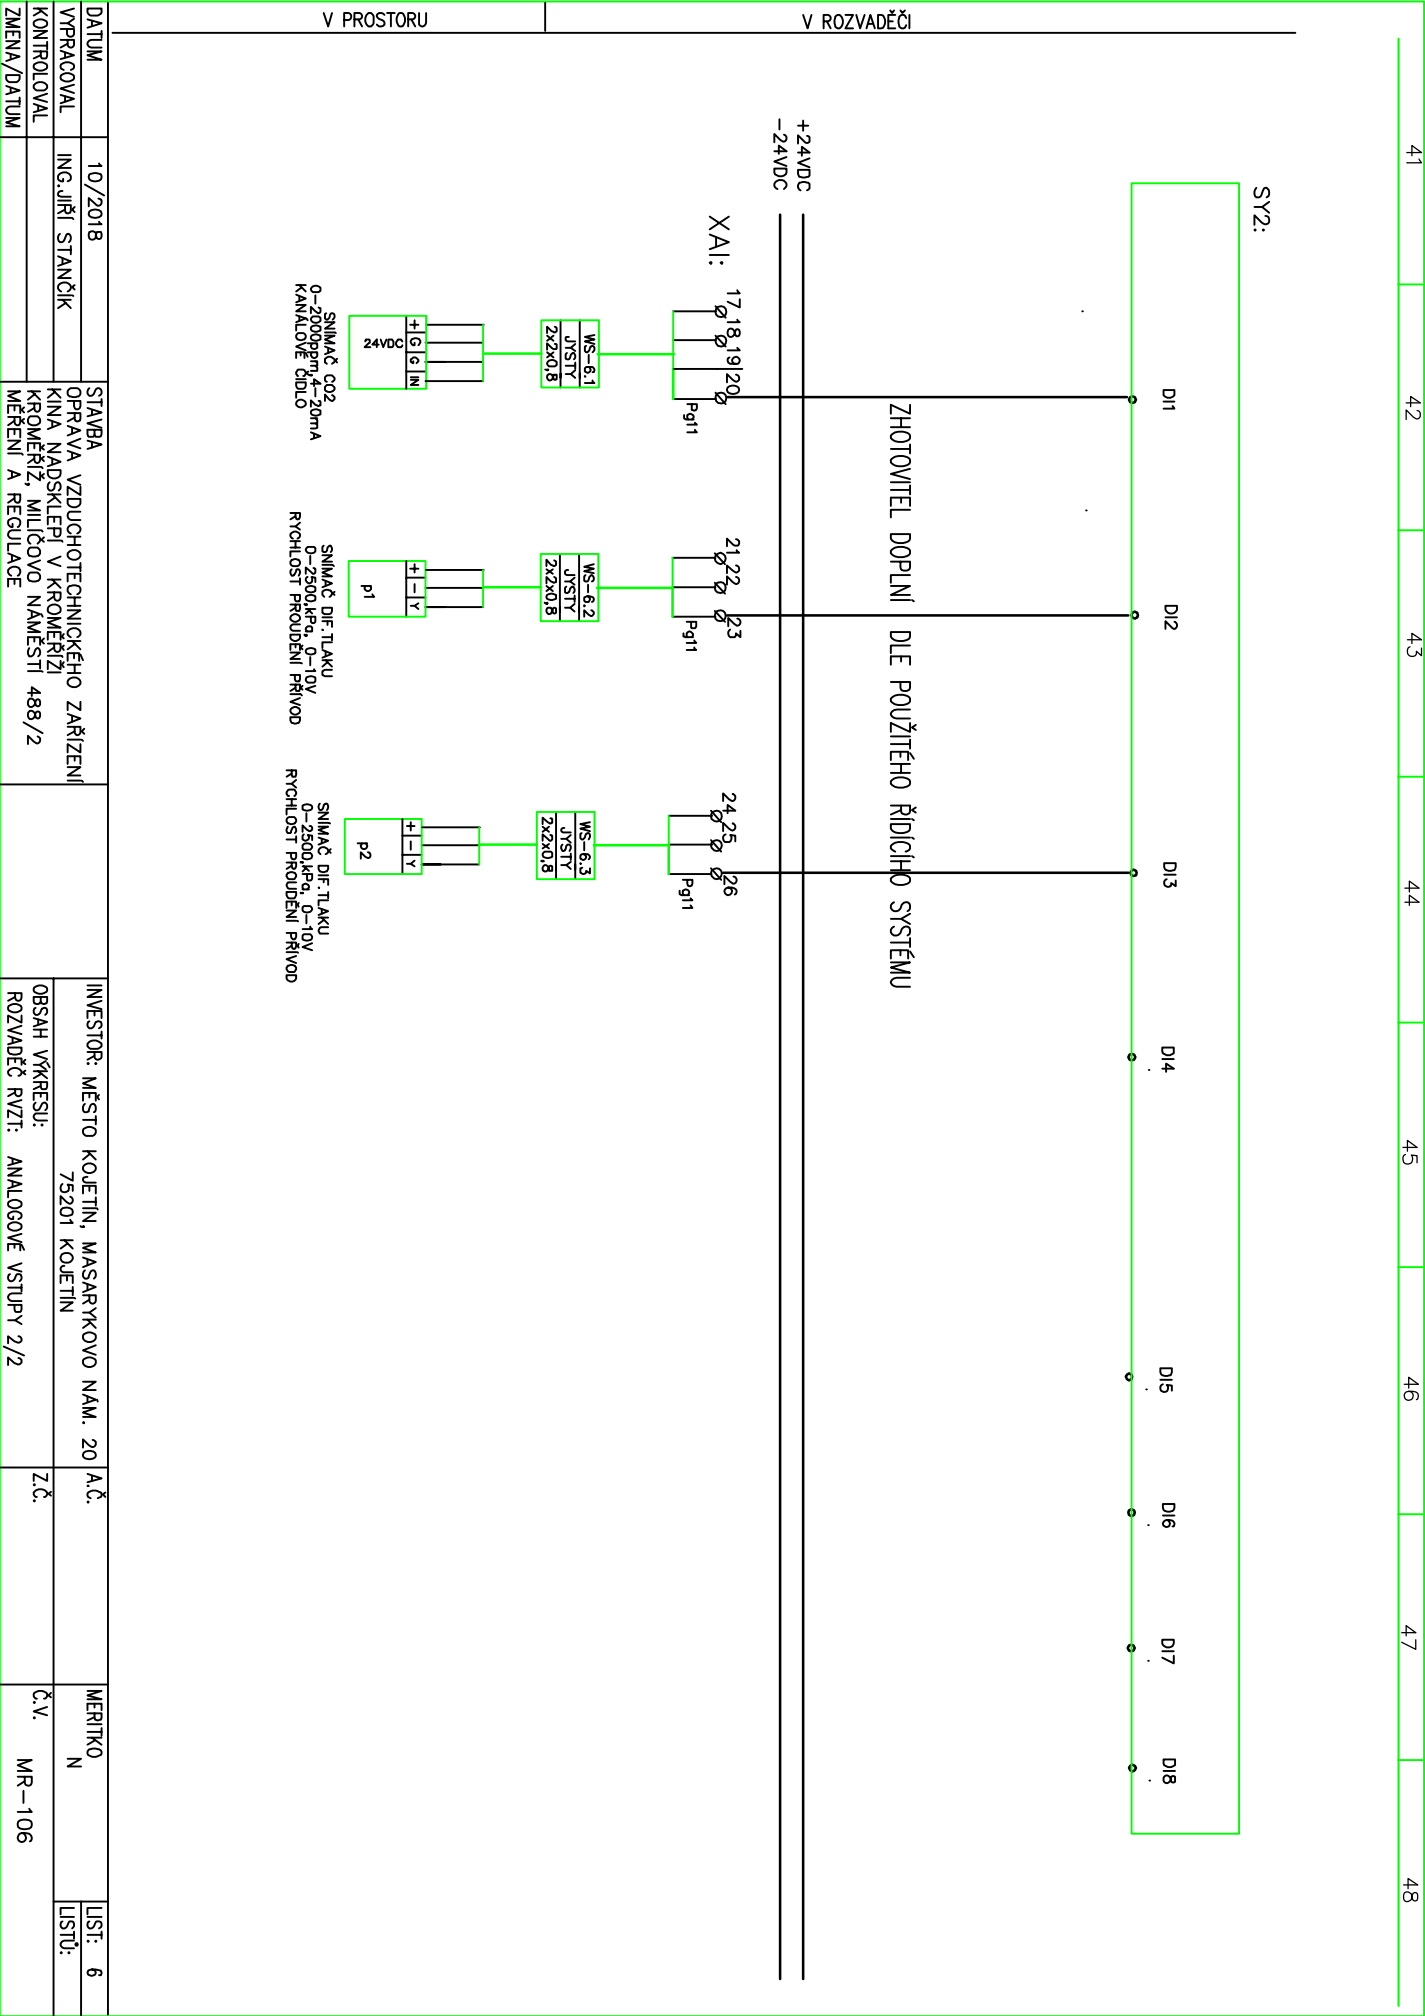 41
42
43
44
45
46
47
48
SY2:
DI1
DI2
DI3
DI4
DI5
DI6
DI7
DI8
V ROZVADĚČI
V PROSTORU
ZHOTOVITEL DOPLNÍ DLE POUŽITÉHO ŘÍDÍCÍHO SYSTÉMU
+24VDC
-24VDC
XAI:
17 18 19 20
Pg11
21 22 23
Pg11
24 25 26
Pg11
WS-6.1
JYSTY
2x2x0,8
WS-6.2
JYSTY
2x2x0,8
WS-6.3
JYSTY
2x2x0,8
+ G G IN
24VDC
+ - Y
p1
+ - Y
p2
SNÍMAČ CO2
0-2000ppm,4-20mA
KANÁLOVÉ ČIDLO
SNÍMAČ DIF.TLAKU
0-2500,kPa, 0-10V
RYCHLOST PROUDĚNÍ PŘÍVOD
SNÍMAČ DIF.TLAKU
0-2500,kPa, 0-10V
RYCHLOST PROUDĚNÍ PŘÍVOD
DATUM 10/2018
VYPRACOVAL ING.JIŘÍ STANČÍK
KONTROLOVAL
ZMENA/DATUM
STAVBA
OPRAVA VZDUCHOTECHNICKÉHO ZAŘÍZENÍ
KINA NADSKLEPÍ V KROMĚŘÍŽI
KROMĚŘÍŽ, MILÍČOVO NÁMĚSTÍ 488/2
MĚŘENÍ A REGULACE
INVESTOR: MĚSTO KOJETÍN, MASARYKOVO NÁM. 20
75201 KOJETÍN
OBSAH VÝKRESU:
ROZVADĚČ RVZT: ANALOGOVÉ VSTUPY 2/2
A.Č.
Z.Č.
MERITKO
N
Č.V. MR-106
LIST: 6
LISTŮ: